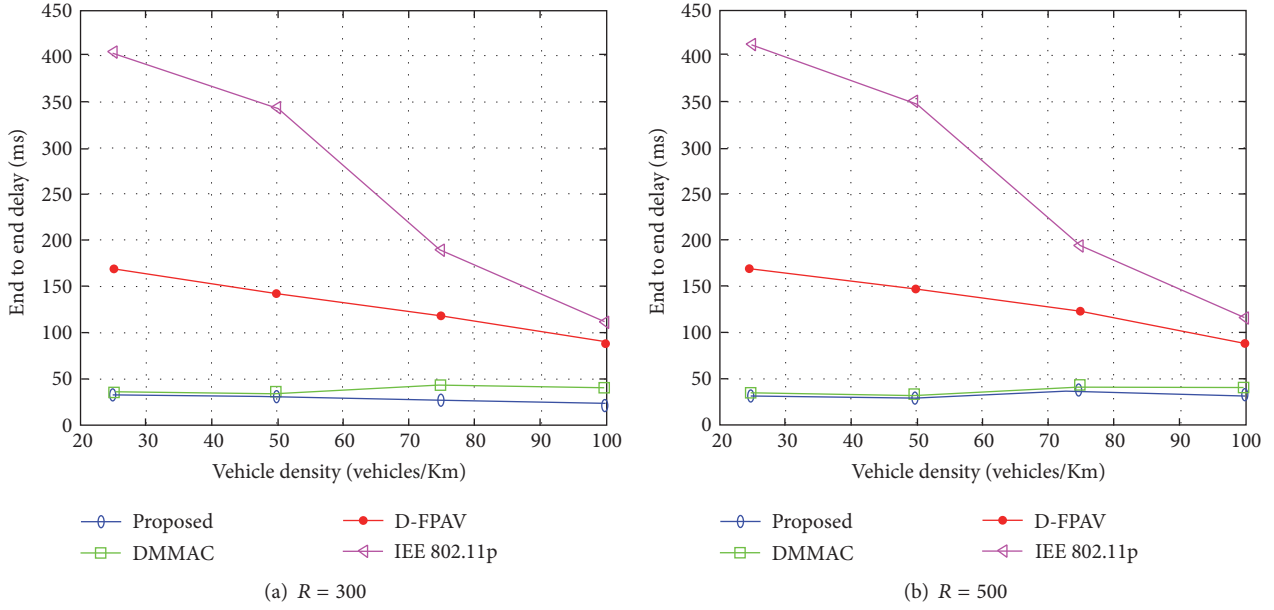 450
400
350
300
250
200
150
100
50
0
End to end delay (ms)
20 30 40 50 60 70 80 90 100
Vehicle density (vehicles/Km)
Proposed
DMMAC
D-FPAV
IEE 802.11p
(a) R = 300
450
400
350
300
250
200
150
100
50
0
End to end delay (ms)
20 30 40 50 60 70 80 90 100
Vehicle density (vehicles/Km)
Proposed
DMMAC
D-FPAV
IEE 802.11p
(b) R = 500